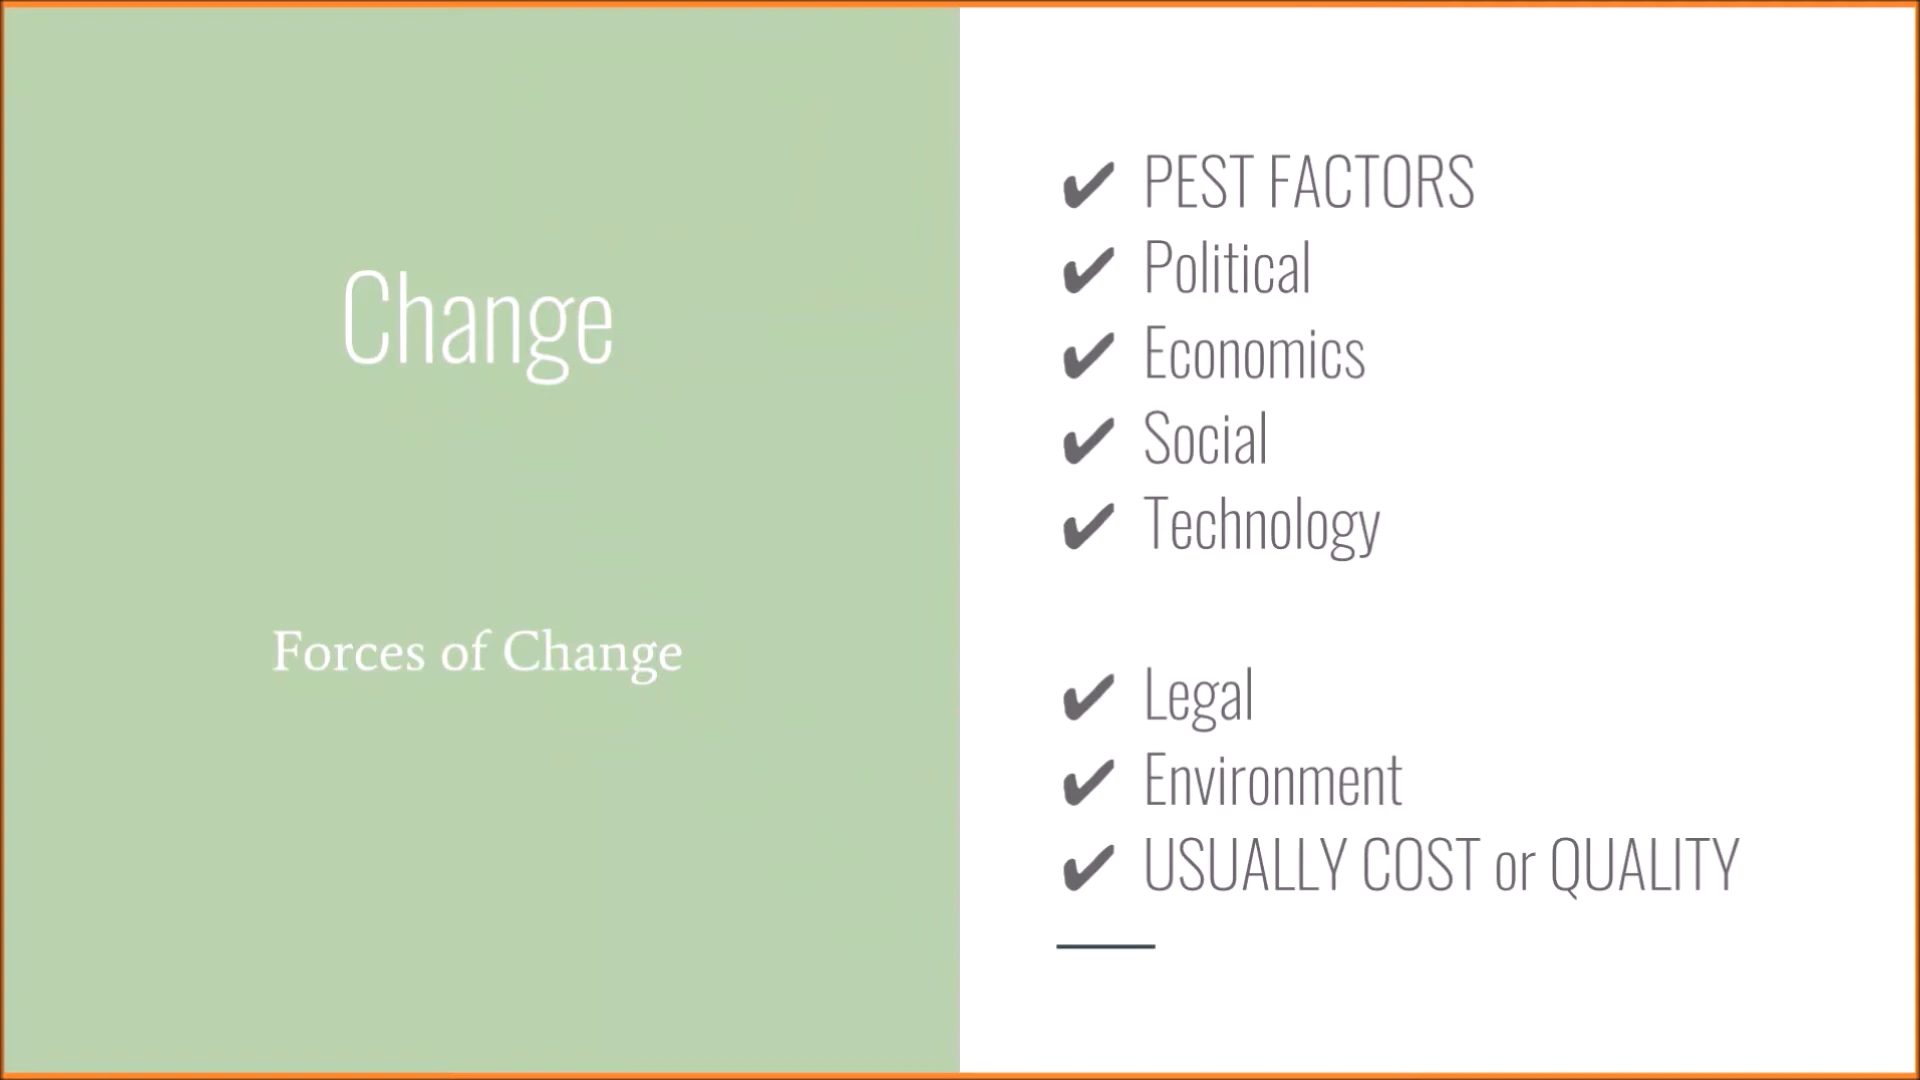 Change
Forces of Change
✔ PEST FACTORS
✔ Political
✔ Economics
✔ Social
✔ Technology
✔ Legal
✔ Environment
✔ USUALLY COST or QUALITY